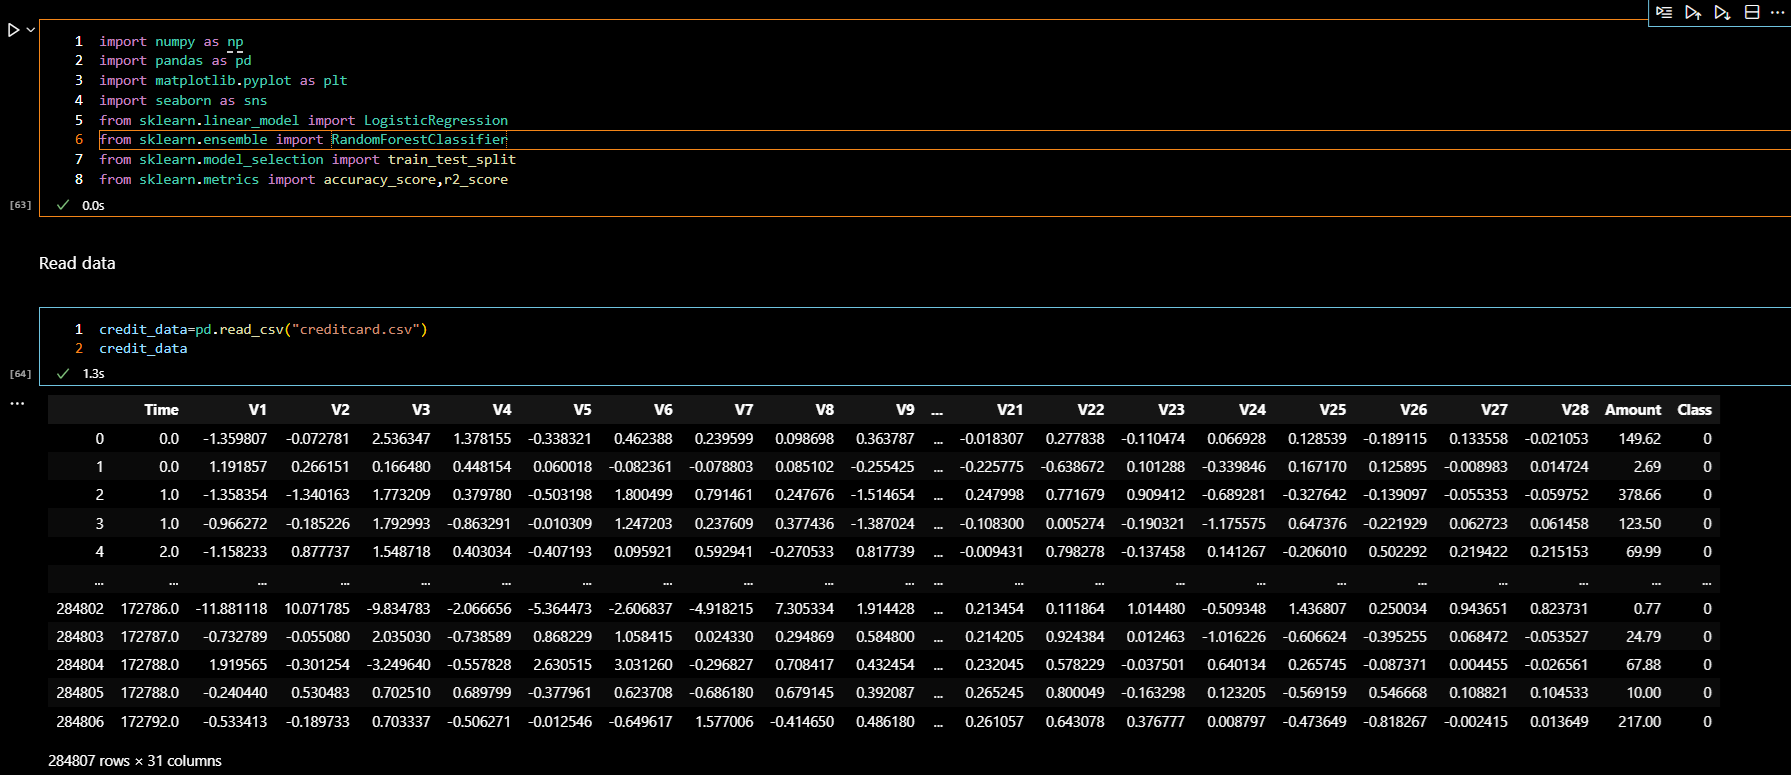 1 import numpy as np
2 import pandas as pd
3 import matplotlib.pyplot as plt
4 import seaborn as sns
5 from sklearn.linear_model import LogisticRegression
6 from sklearn.ensemble import RandomForestClassifier
7 from sklearn.model_selection import train_test_split
8 from sklearn.metrics import accuracy_score,r2_score
[63] 0.0s
Read data
1 credit_data=pd.read_csv("creditcard.csv")
2 credit_data
[64] 1.3s
Time V1 V2 V3 V4 V5 V6 V7 V8 V9 ... V21 V22 V23 V24 V25 V26 V27 V28 Amount Class
0 0.0 -1.359807 -0.072781 2.536347 1.378155 -0.338321 0.462388 0.239599 0.098698 0.363787 ... -0.018307 0.277838 -0.110474 0.066928 0.128539 -0.189115 0.133558 -0.021053 149.62 0
1 0.0 1.191857 0.266151 0.166480 0.448154 0.060018 -0.082361 -0.078803 0.085102 -0.255425 ... -0.225775 -0.638672 0.101288 -0.339846 0.167170 0.125895 -0.008983 0.014724 2.69 0
2 1.0 -1.358354 -1.340163 1.773209 0.379780 -0.503198 1.800499 0.791461 0.247676 -1.514654 ... 0.247998 0.771679 0.909412 -0.689281 -0.327642 -0.139097 -0.055353 -0.059752 378.66 0
3 1.0 -0.966272 -0.185226 1.792993 -0.863291 -0.010309 1.247203 0.237609 0.377436 -1.387024 ... -0.108300 0.005274 -0.190321 -1.175575 0.647376 -0.221929 0.062723 0.061458 123.50 0
4 2.0 -1.158233 0.877737 1.548718 0.403034 -0.407193 0.095921 0.592941 -0.270533 0.817739 ... -0.009431 0.798278 -0.137458 0.141267 -0.206010 0.502292 0.219422 0.215153 69.99 0
... ... ... ... ... ... ... ... ... ... ... ... ... ... ... ... ... ... ... ... ... ...
284802 172786.0 -11.881118 10.071785 -9.834783 -2.066656 -5.364473 -2.606837 -4.918215 7.305334 1.914428 ... 0.213454 0.111864 1.014480 -0.509348 1.436807 0.250034 0.943651 0.823731 0.77 0
284803 172787.0 -0.732789 -0.055080 2.035030 -0.738589 0.868229 1.058415 0.024330 0.294869 0.584800 ... 0.214205 0.924384 0.012463 -1.016226 -0.606624 -0.395255 0.068472 -0.053527 24.79 0
284804 172788.0 1.919565 -0.301254 -3.249640 -0.557828 2.630515 3.031260 -0.296827 0.708417 0.432454 ... 0.232045 0.578229 -0.037501 0.640134 0.265745 -0.087371 0.004455 -0.026561 67.88 0
284805 172788.0 -0.240440 0.530483 0.702510 0.689799 -0.377961 0.623708 -0.686180 0.679145 0.392087 ... 0.265245 0.800049 -0.163298 0.123205 -0.569159 0.546668 0.108821 0.104533 10.00 0
284806 172792.0 -0.533413 -0.189733 0.703337 -0.506271 -0.012546 -0.649617 1.577006 -0.414650 0.486180 ... 0.261057 0.643078 0.376777 0.008797 -0.473649 -0.818267 -0.002415 0.013649 217.00 0
284807 rows × 31 columns